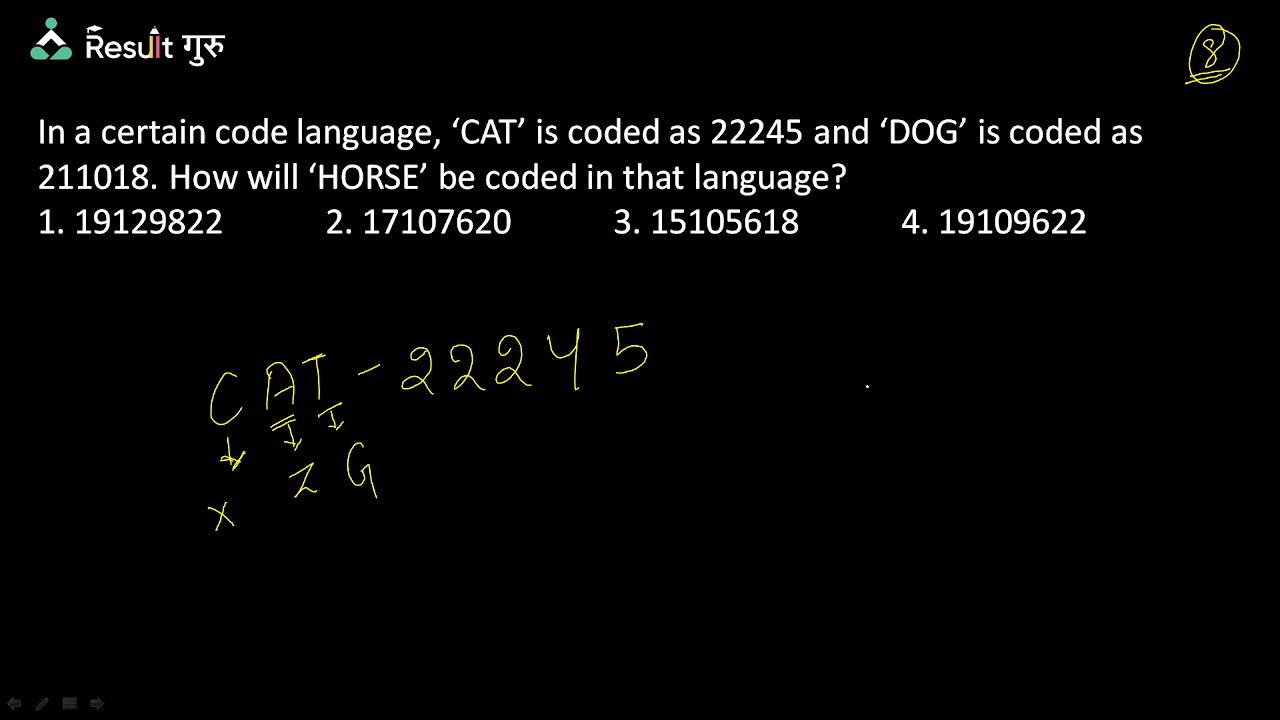 Result गुरु
8
In a certain code language, ‘CAT’ is coded as 22245 and ‘DOG’ is coded as
211018. How will ‘HORSE’ be coded in that language?
1. 19129822 2. 17107620 3. 15105618 4. 19109622
CAT - 22245
X Z G